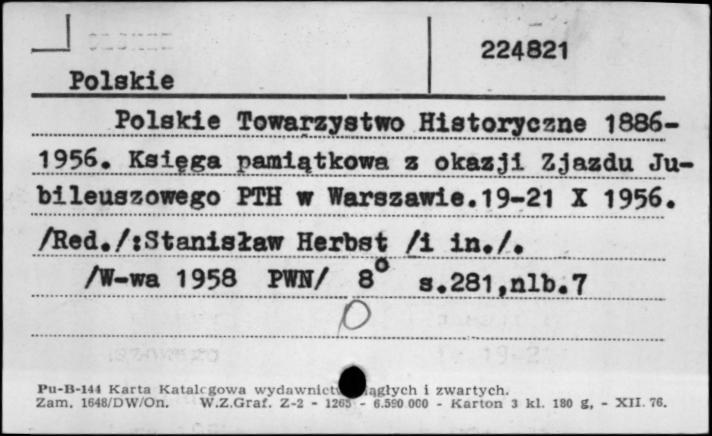 224821
Polskie
Polskie Towarzystwo Historyczne 1886-
1956. Księga pamiątkowa z okazji Zjazdu Ju-
bileuszowego PTH w Warszawie.19-21 X 1956.
/Red./:Stanisław Herbst /i in./.
/W-wa 1958 PWN/ 8° s.281,nlb.7
O
Pu-B-144 Karta Katalogowa wydawnictw ciągłych i zwartych.
Zam. 1648/DW/On. W.Z.Graf. Z-2 - 1265 - 6.590 000 - Karton 3 kl. 180 g, - XII. 76.